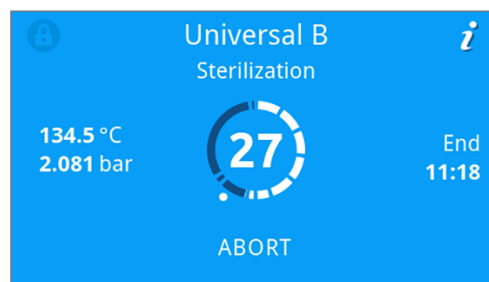 Universal B
i
Sterilization
134.5 °C
2.081 bar
27
End
11:18
ABORT